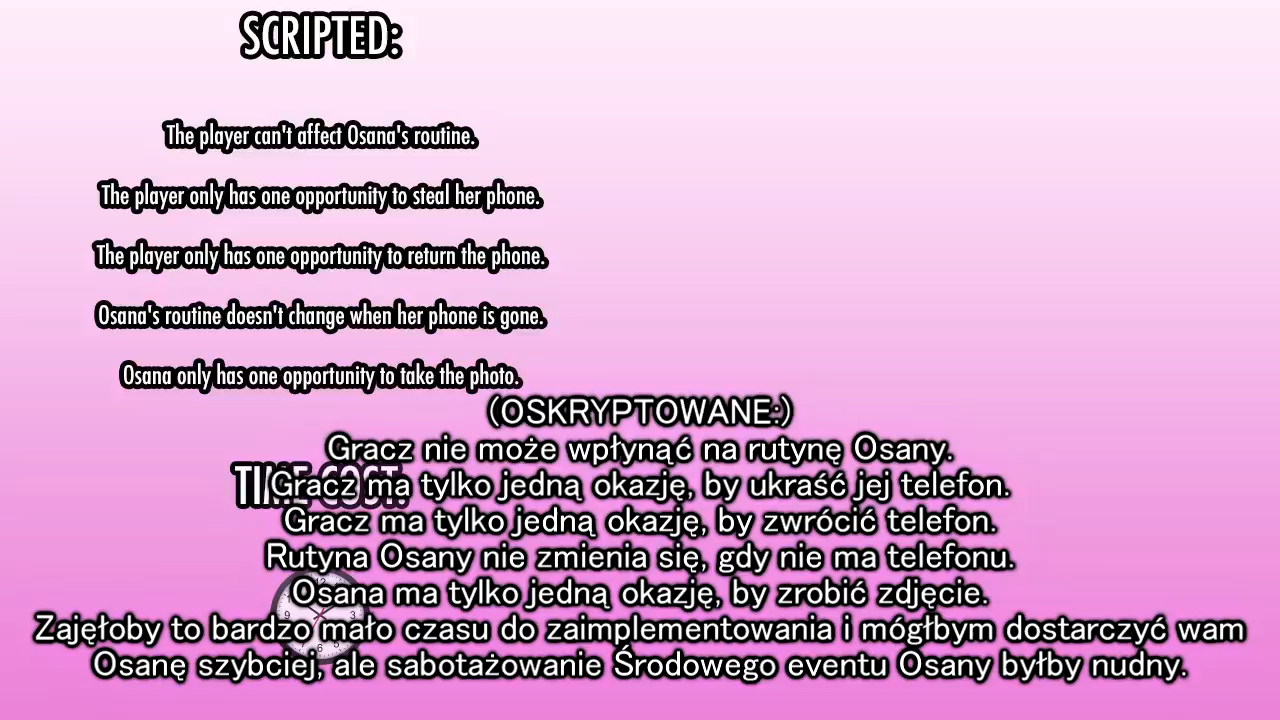 SCRIPTED:
The player can't affect Osana's routine.
The player only has one opportunity to steal her phone.
The player only has one opportunity to return the phone.
Osana's routine doesn't change when her phone is gone.
Osana only has one opportunity to take the photo.
TIME COST:
(OSKRYPTOWANE:)
Gracz nie może wpłynąć na rutynę Osany.
Gracz ma tylko jedną okazję, by ukraść jej telefon.
Gracz ma tylko jedną okazję, by zwrócić telefon.
Rutyna Osany nie zmienia się, gdy nie ma telefonu.
Osana ma tylko jedną okazję, by zrobić zdjęcie.
Zajęłoby to bardzo mało czasu do zaimplementowania i mógłbym dostarczyć wam
Osanę szybciej, ale sabotażowanie Środowego eventu Osany byłby nudny.